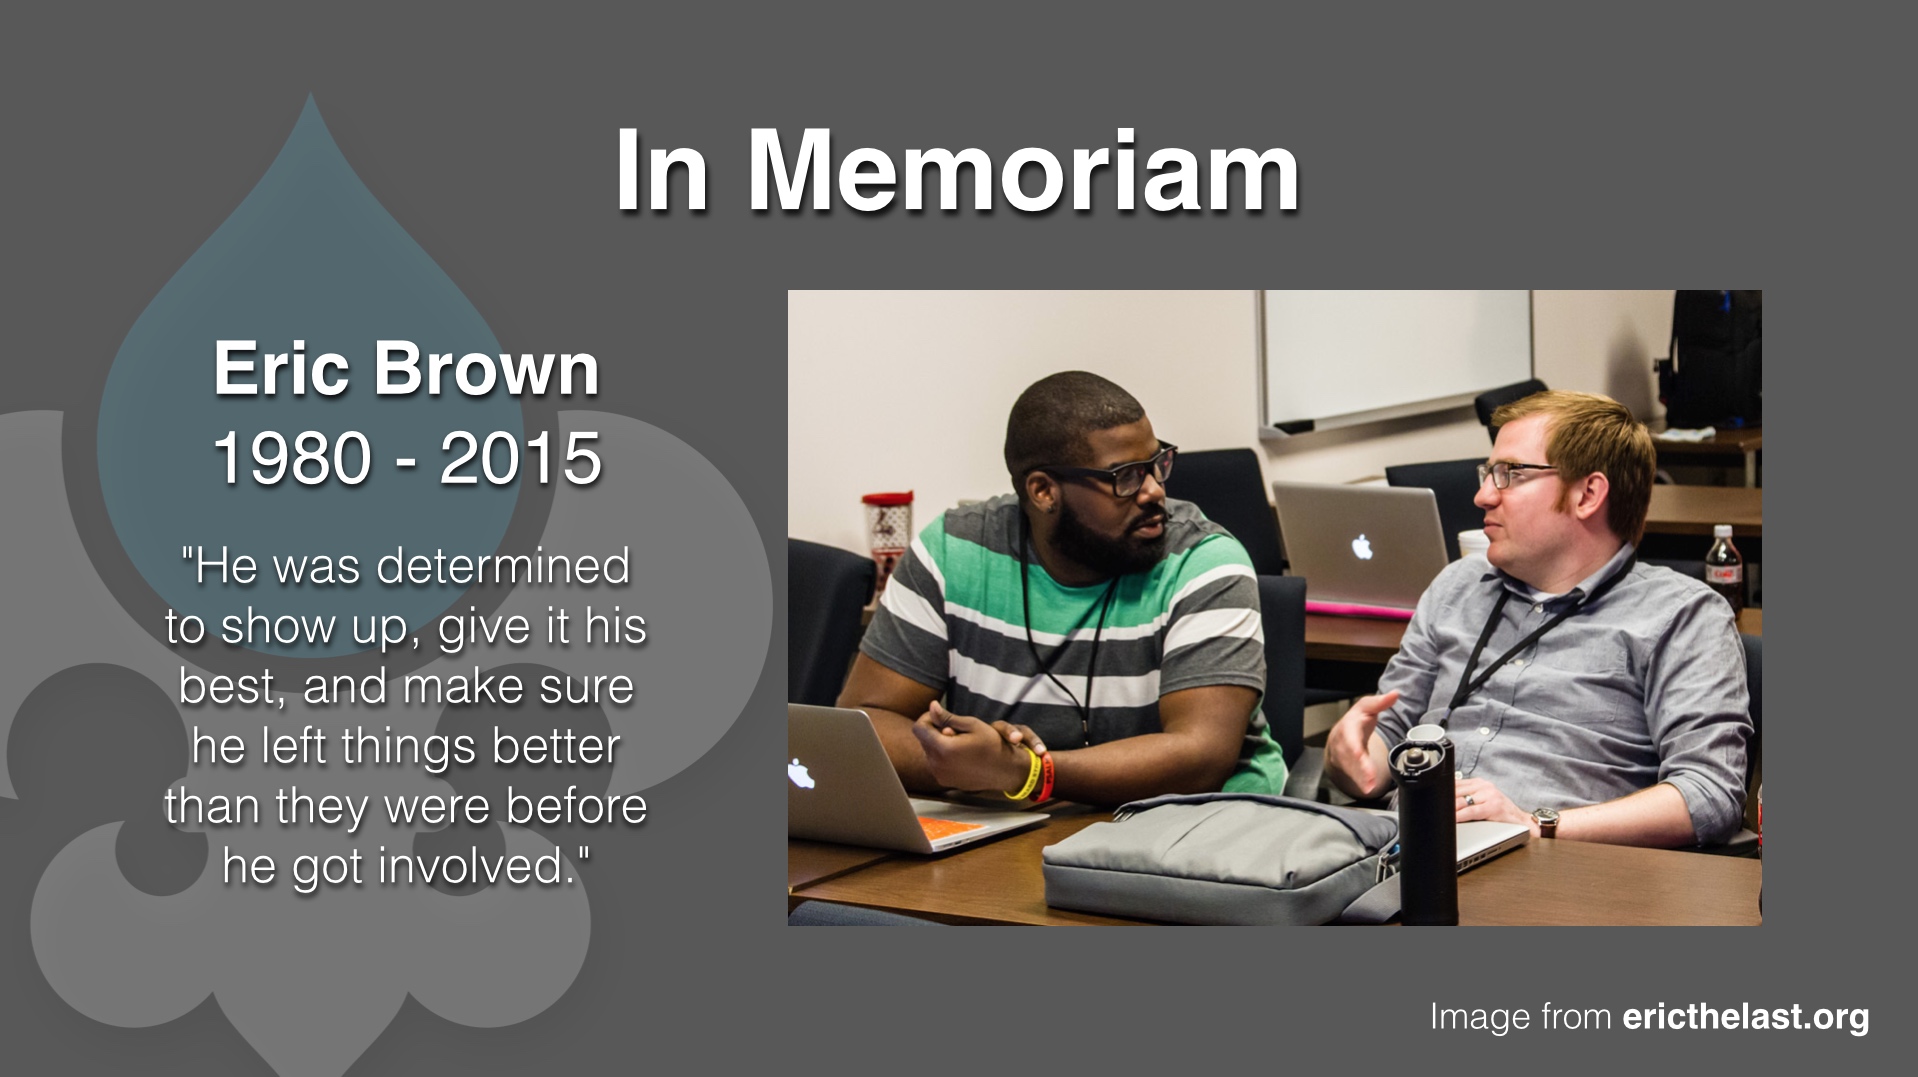 In Memoriam
Eric Brown
1980 - 2015
"He was determined
to show up, give it his
best, and make sure
he left things better
than they were before
he got involved."
Image from ericthelast.org